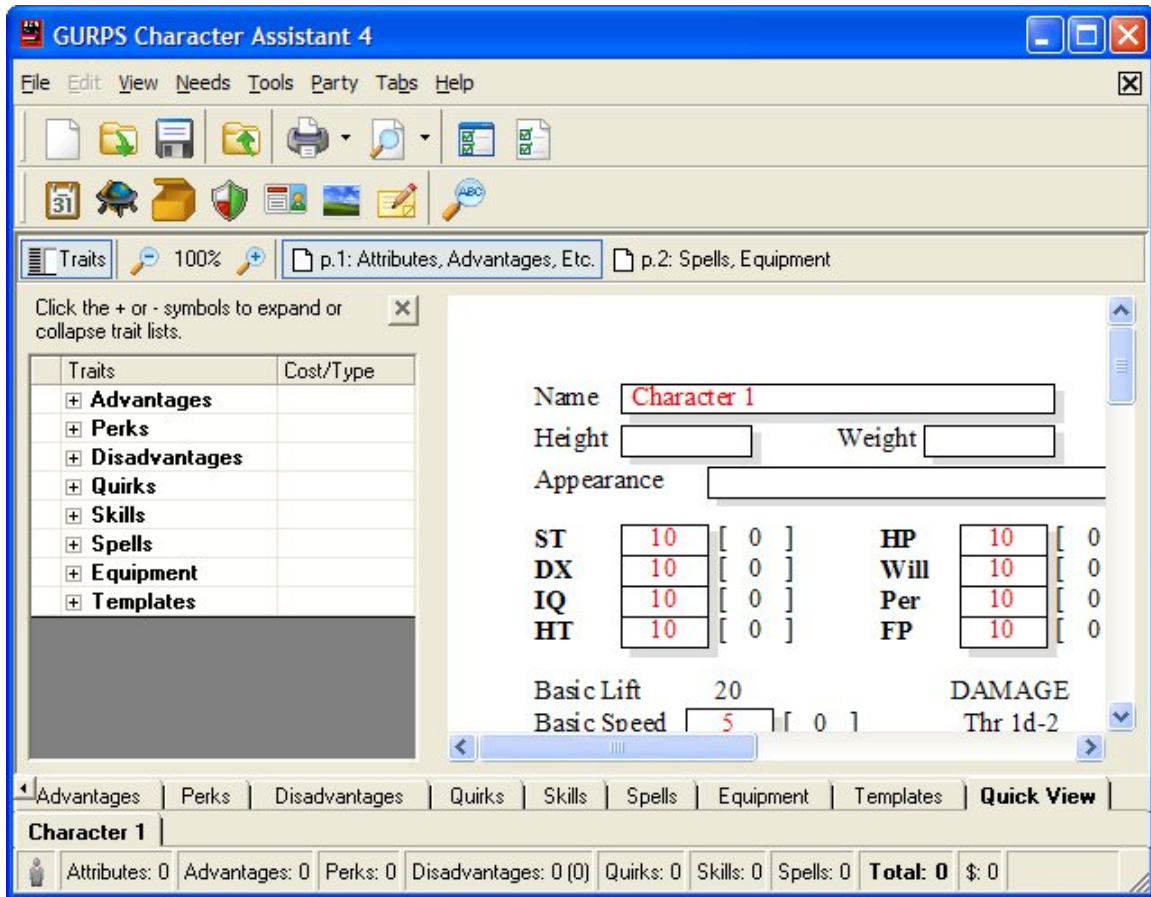 GURPS Character Assistant 4
File Edit View Needs Tools Party Tabs Help
31 ABC
Traits 100% p.1: Attributes, Advantages, Etc. p.2: Spells, Equipment
Click the + or - symbols to expand or
collapse trait lists.
Traits Cost/Type
Advantages
Perks
Disadvantages
Quirks
Skills
Spells
Equipment
Templates
Name Character 1
Height Weight
Appearance
ST 10 [ 0 ] HP 10 [ 0
DX 10 [ 0 ] Will 10 [ 0
IQ 10 [ 0 ] Per 10 [ 0
HT 10 [ 0 ] FP 10 [ 0
Basic Lift 20 DAMAGE
Basic Speed 5 [ 0 ] Thr 1d-2
Advantages Perks Disadvantages Quirks Skills Spells Equipment Templates Quick View
Character 1
Attributes: 0 Advantages: 0 Perks: 0 Disadvantages: 0 (0) Quirks: 0 Skills: 0 Spells: 0 Total: 0 $: 0